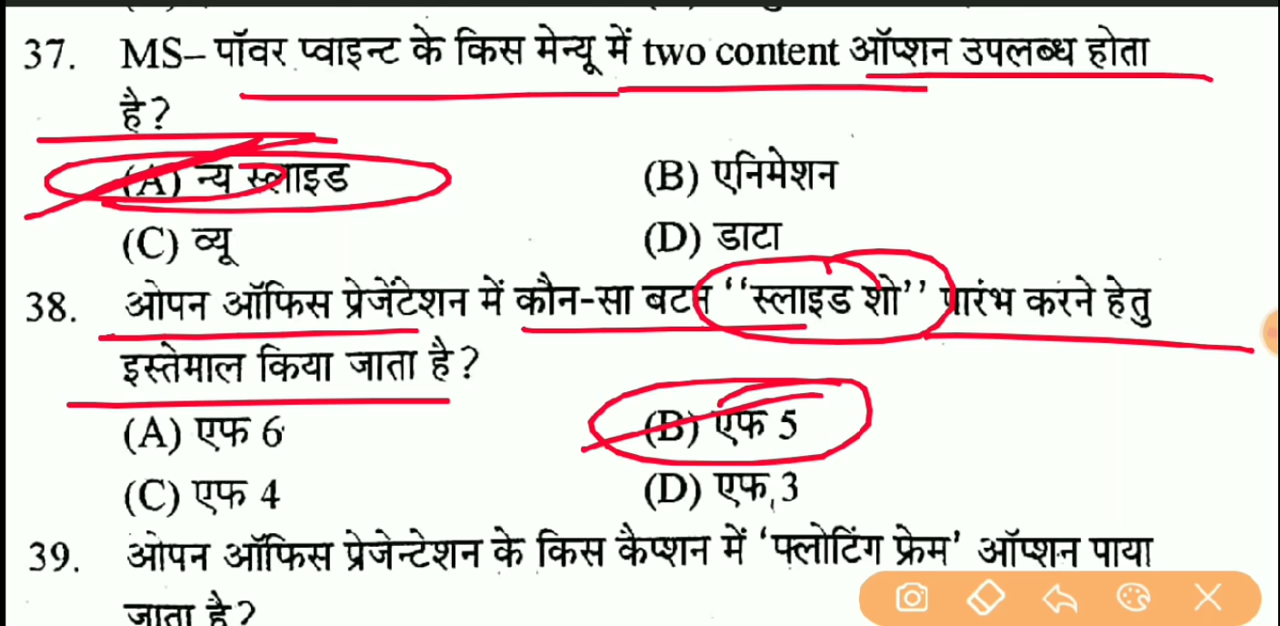 37. MS– पॉवर प्वाइन्ट के किस मेन्यू में two content ऑप्शन उपलब्ध होता
है?
(A) न्यू स्लाइड (B) एनिमेशन
(C) व्यू (D) डाटा
38. ओपन ऑफिस प्रेजेंटेशन में कौन-सा बटन ‘‘स्लाइड शो’’ प्रारंभ करने हेतु
इस्तेमाल किया जाता है?
(A) एफ 6 (B) एफ 5
(C) एफ 4 (D) एफ 3
39. ओपन ऑफिस प्रेजेन्टेशन के किस कैप्शन में ‘फ्लोटिंग फ्रेम’ ऑप्शन पाया
जाता है?